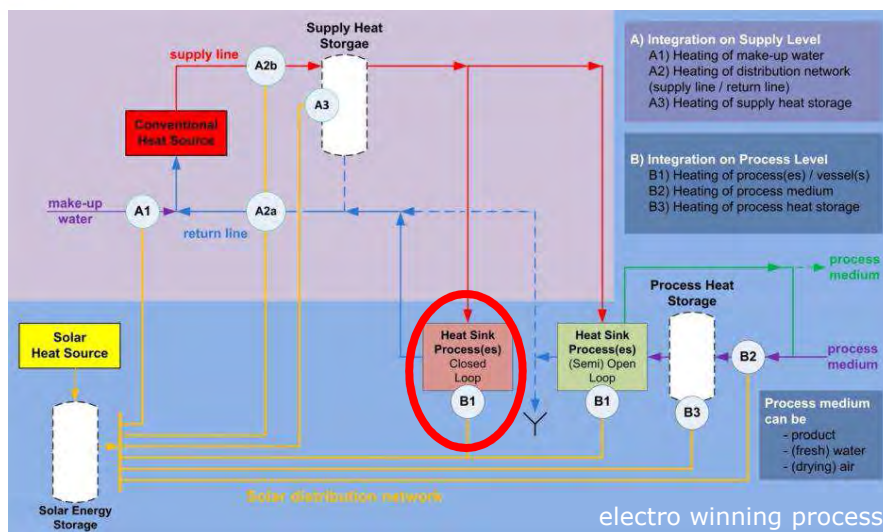 Supply Heat
Storgae
supply line
A2b
A3
Conventional
Heat Source
make-up
water
A1
A2a
return line
A) Integration on Supply Level
A1) Heating of make-up water
A2) Heating of distribution network
(supply line / return line)
A3) Heating of supply heat storage
B) Integration on Process Level
B1) Heating of process(es) / vessel(s)
B2) Heating of process medium
B3) Heating of process heat storage
process
medium
Process Heat
Storage
Solar
Heat Source
Heat Sink
Process(es)
Closed
Loop
B1
Heat Sink
Process(es)
(Semi) Open
Loop
B1
B3
B2
process
medium
Process medium
can be
- product
- (fresh) water
- (drying) air
Solar Energy
Storage
Solar distribution network
electro winning process